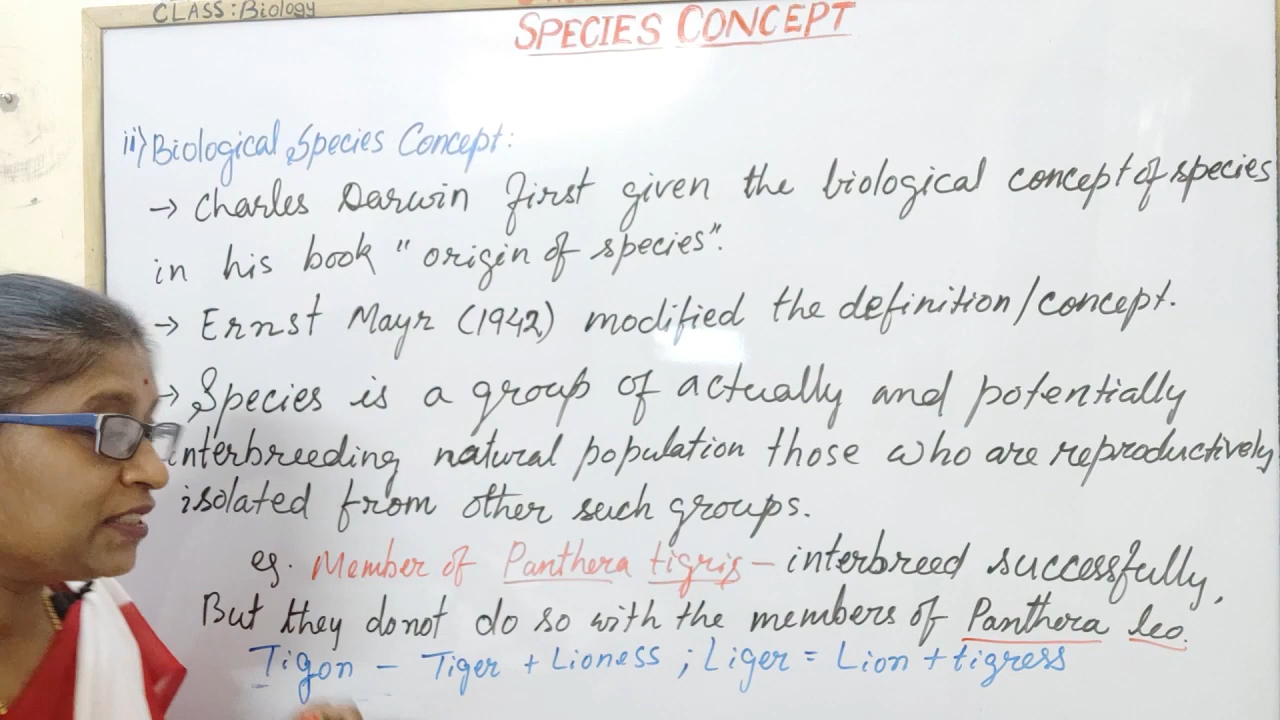 CLASS: Biology
SPECIES CONCEPT
ii) Biological Species Concept:
→ Charles Darwin first given the biological concept of species
in his book "origin of species".
→ Ernst Mayr (1942) modified the definition/concept.
→ Species is a group of actually and potentially
interbreeding natural population those who are reproductively
isolated from other such groups.
eg. Member of Panthera tigris – interbreed successfully,
But they donot do so with the members of Panthera leo.
Tigon – Tiger + Lioness ; Liger = Lion + tigress